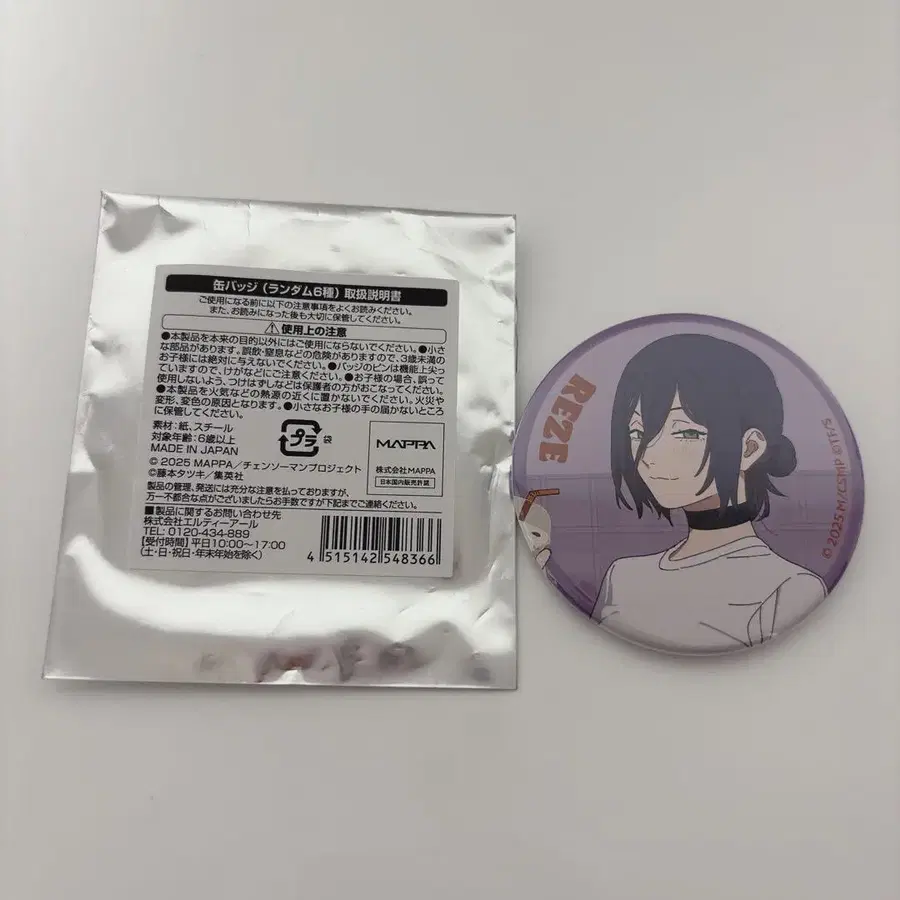 缶バッジ（ランダム6種）取扱説明書
ご使用になる前に以下の注意事項をよくお読みください。
また、お読みになった後も大切に保管してください。
⚠使用上の注意
●本製品を本来の目的以外にはご使用にならないでください。●小さ
な部品があります。誤飲・窒息などの危険がありますので、3歳未満の
お子様には絶対に与えないでください。●バッジのピンは機能上尖っ
ていますので、けがなどにご注意ください。●お子様の場合、誤って
使用しないよう、つけはずしなどは保護者の方がおこなってください。
●本製品を火気などの熱源の近くに置かないでください。火災や
変形、変色の原因となります。●小さなお子様の手の届かないところ
に保管してください。
素材：紙、スチール
対象年齢：6歳以上
MADE IN JAPAN
プラ 袋
© 2025 MAPPA／チェンソーマンプロジェクト
©藤本タツキ／集英社
MAPPA
株式会社MAPPA
日本国内販売許諾
製品の管理、発送には充分な注意を払っておりますが、
万一不都合な点がございましたらお手数ですが下記までご連絡ください。
■製品に関するお問い合わせ先
株式会社エルディーアール
TEL: 0120-434-889
【受付時間】平日10:00～17:00
（土・日・祝日・年末年始を除く）
4 515142 548366
REZE
© 2025 M/CSMP ©TF/S